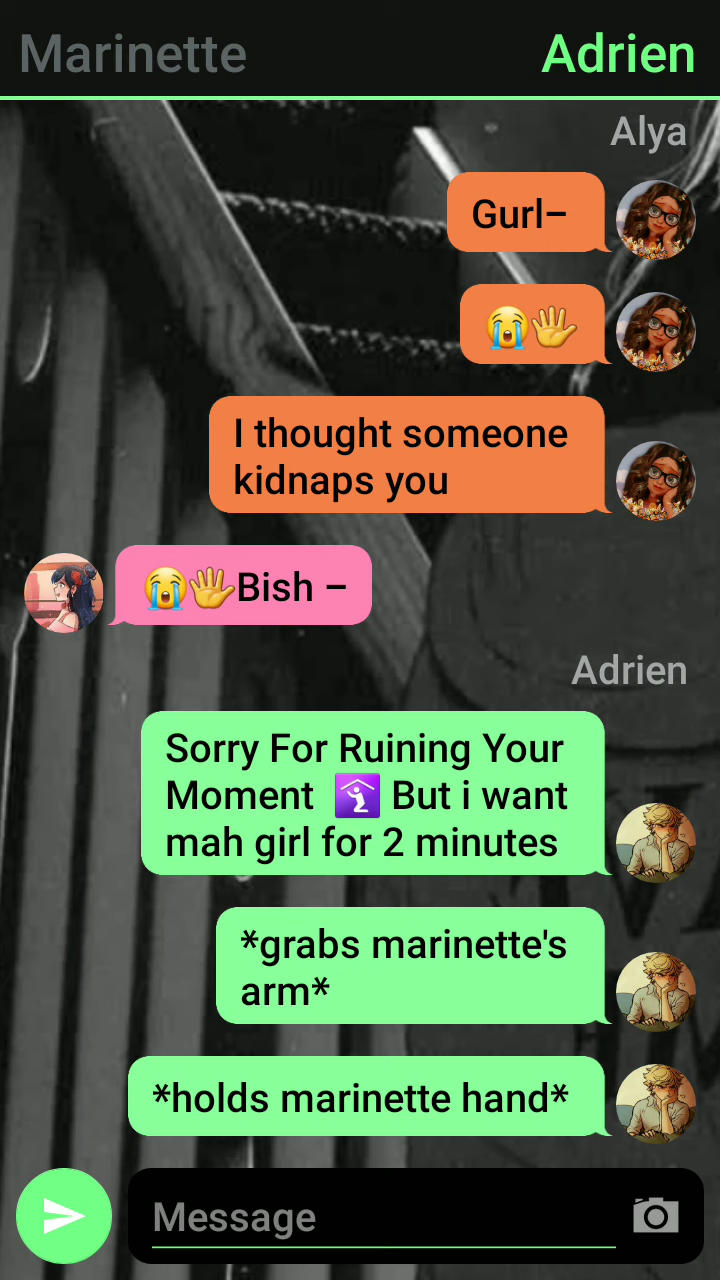 Marinette Adrien
Alya
Gurl–
😭🖐
I thought someone
kidnaps you
😭🖐Bish –
Adrien
Sorry For Ruining Your
Moment 🛐 But i want
mah girl for 2 minutes
*grabs marinette's
arm*
*holds marinette hand*
Message